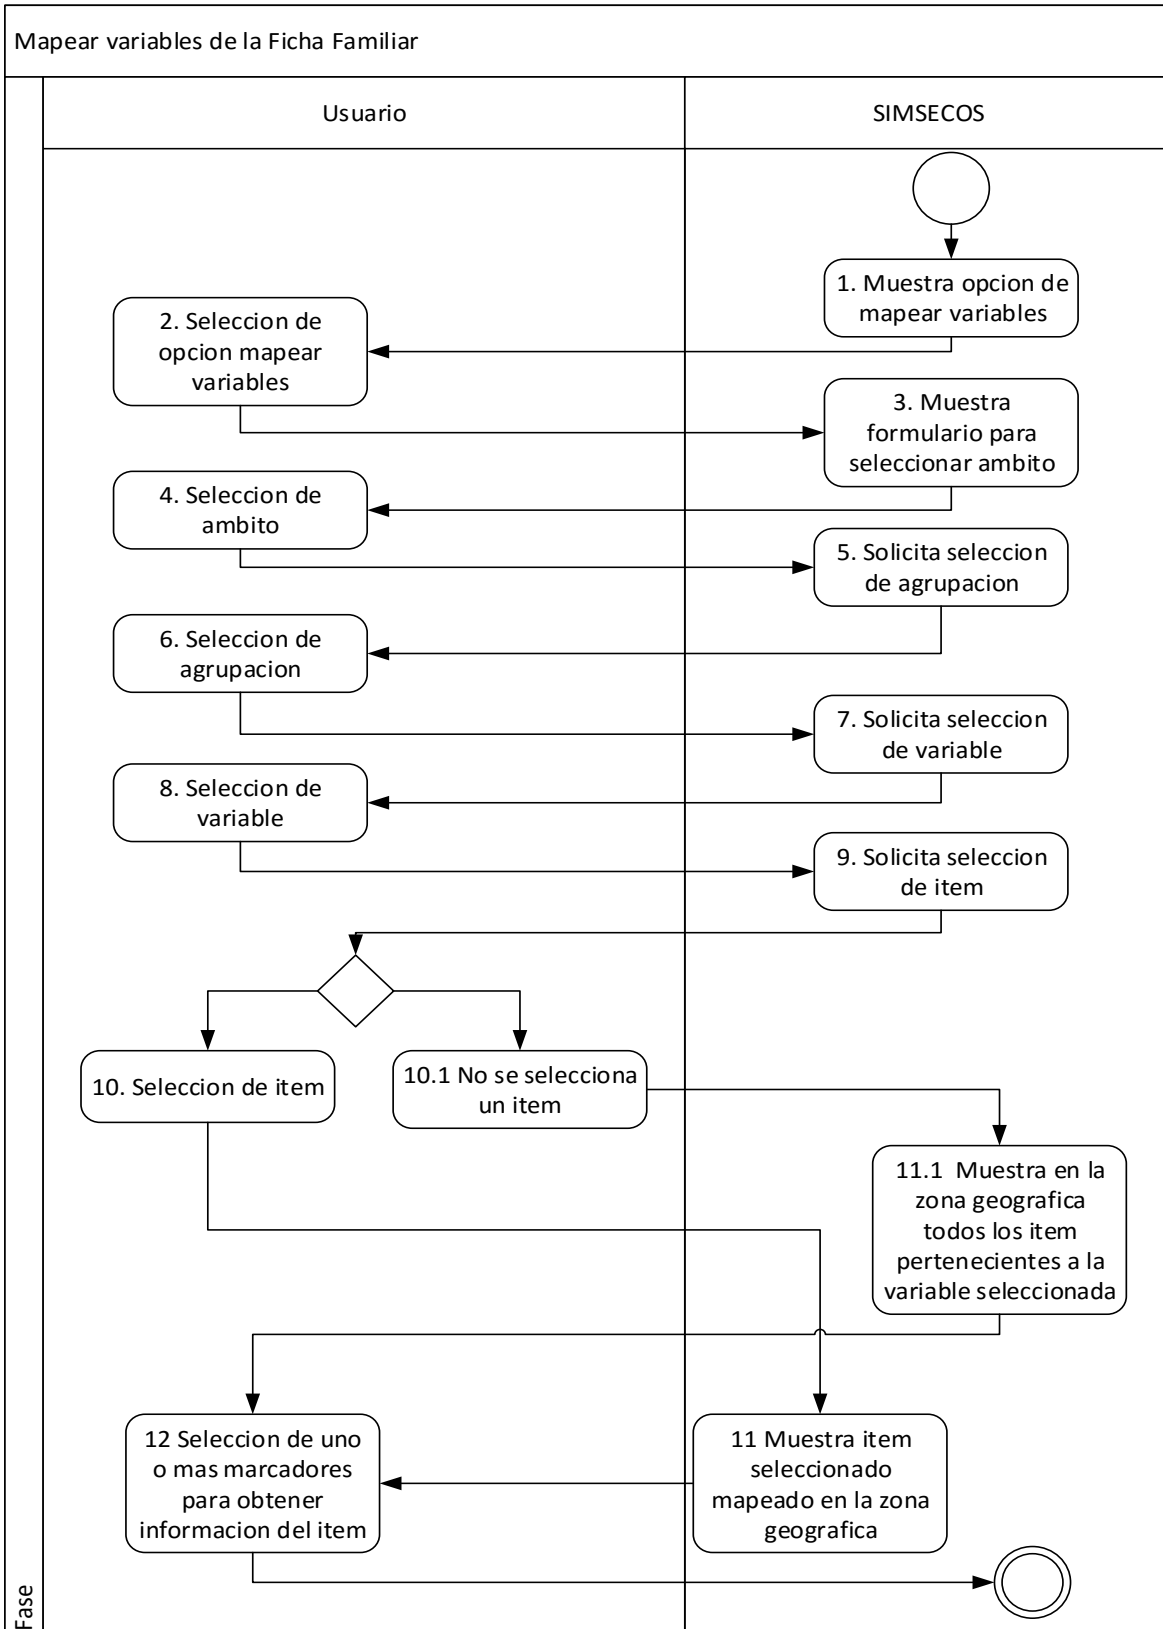 Mapear variables de la Ficha Familiar
Usuario
SIMSECOS
1. Muestra opcion de
mapear variables
2. Seleccion de
opcion mapear
variables
3. Muestra
formulario para
seleccionar ambito
4. Seleccion de
ambito
5. Solicita seleccion
de agrupacion
6. Seleccion de
agrupacion
7. Solicita seleccion
de variable
8. Seleccion de
variable
9. Solicita seleccion
de item
10. Seleccion de item
10.1 No se selecciona
un item
11.1 Muestra en la
zona geografica
todos los item
pertenecientes a la
variable seleccionada
12 Seleccion de uno
o mas marcadores
para obtener
informacion del item
11 Muestra item
seleccionado
mapeado en la zona
geografica
Fase